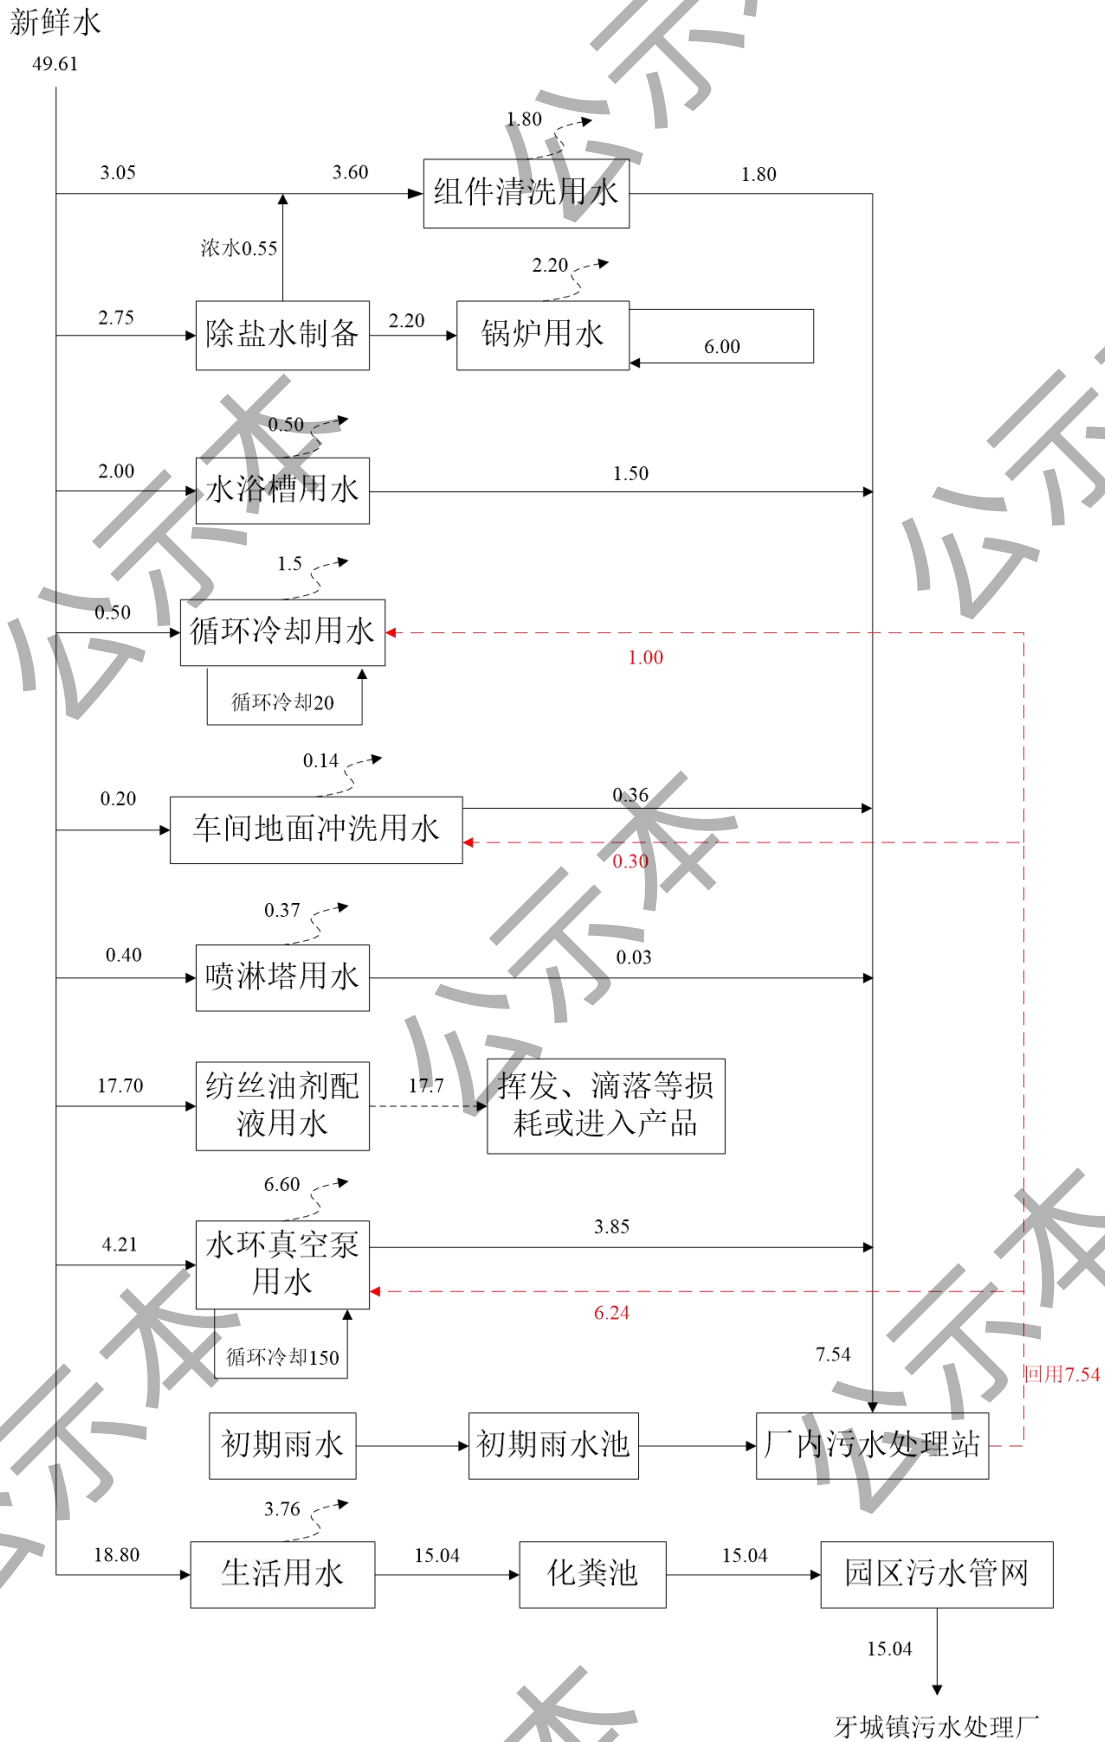 新鲜水
49.61
1.80
3.05
3.60
组件清洗用水
1.80
浓水0.55
2.20
2.75
除盐水制备
2.20
锅炉用水
6.00
0.50
2.00
水浴槽用水
1.50
1.5
0.50
循环冷却用水
1.00
循环冷却20
0.14
0.20
车间地面冲洗用水
0.36
0.30
0.37
0.40
喷淋塔用水
0.03
17.70
纺丝油剂配
液用水
17.7
挥发、滴落等损
耗或进入产品
6.60
4.21
水环真空泵
用水
3.85
6.24
循环冷却150
7.54
回用7.54
初期雨水
初期雨水池
厂内污水处理站
3.76
18.80
生活用水
15.04
化粪池
15.04
园区污水管网
15.04
牙城镇污水处理厂
公示本
公示本
公示本
公示本
公示本
公示本